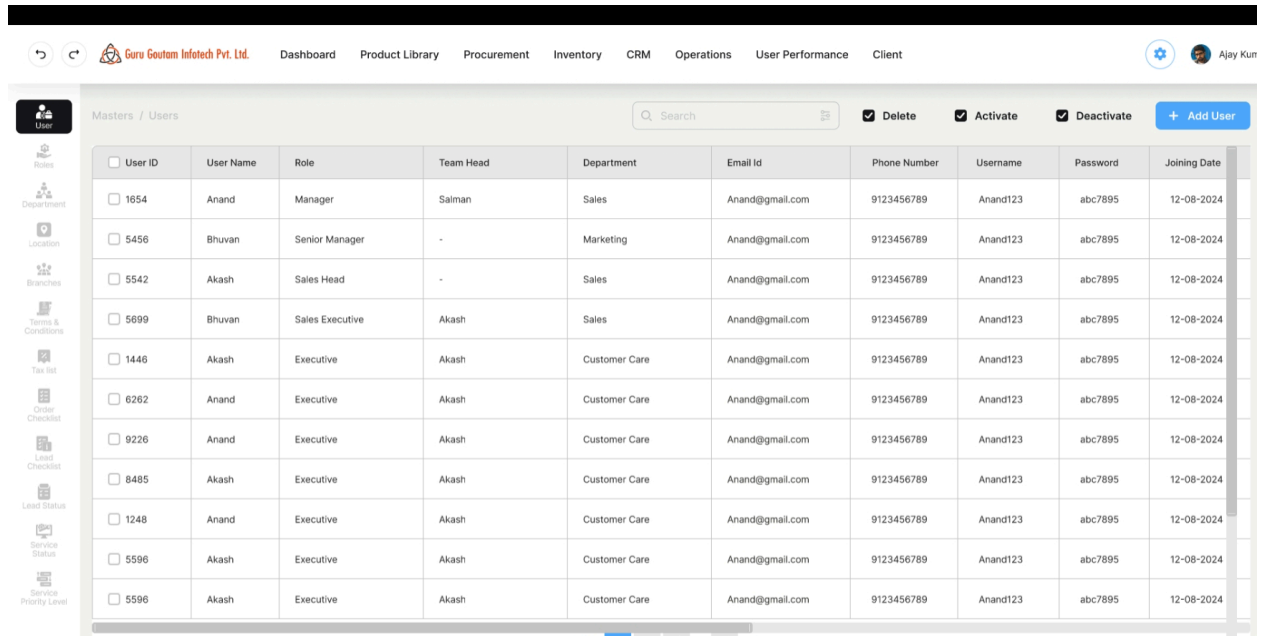 Guru Goutam Infotech Pvt. Ltd. Dashboard Product Library Procurement Inventory CRM Operations User Performance Client Ajay Kum
User
Roles
Department
Location
Branches
Terms &
Conditions
Tax list
Order
Checklist
Lead
Checklist
Lead Status
Service
Status
Service
Priority Level
Masters / Users Search Delete Activate Deactivate + Add User
User ID User Name Role Team Head Department Email Id Phone Number Username Password Joining Date
1654 Anand Manager Salman Sales Anand@gmail.com 9123456789 Anand123 abc7895 12-08-2024
5456 Bhuvan Senior Manager - Marketing Anand@gmail.com 9123456789 Anand123 abc7895 12-08-2024
5542 Akash Sales Head - Sales Anand@gmail.com 9123456789 Anand123 abc7895 12-08-2024
5699 Bhuvan Sales Executive Akash Sales Anand@gmail.com 9123456789 Anand123 abc7895 12-08-2024
1446 Akash Executive Akash Customer Care Anand@gmail.com 9123456789 Anand123 abc7895 12-08-2024
6262 Anand Executive Akash Customer Care Anand@gmail.com 9123456789 Anand123 abc7895 12-08-2024
9226 Anand Executive Akash Customer Care Anand@gmail.com 9123456789 Anand123 abc7895 12-08-2024
8485 Akash Executive Akash Customer Care Anand@gmail.com 9123456789 Anand123 abc7895 12-08-2024
1248 Anand Executive Akash Customer Care Anand@gmail.com 9123456789 Anand123 abc7895 12-08-2024
5596 Akash Executive Akash Customer Care Anand@gmail.com 9123456789 Anand123 abc7895 12-08-2024
5596 Akash Executive Akash Customer Care Anand@gmail.com 9123456789 Anand123 abc7895 12-08-2024